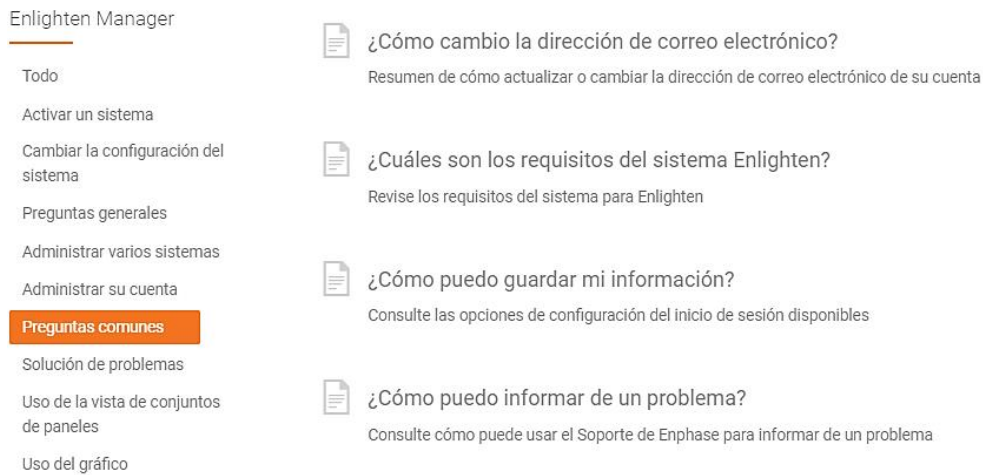 Enlighten Manager
Todo
Activar un sistema
Cambiar la configuración del
sistema
Preguntas generales
Administrar varios sistemas
Administrar su cuenta
Preguntas comunes
Solución de problemas
Uso de la vista de conjuntos
de paneles
Uso del gráfico
¿Cómo cambio la dirección de correo electrónico?
Resumen de cómo actualizar o cambiar la dirección de correo electrónico de su cuenta
¿Cuáles son los requisitos del sistema Enlighten?
Revise los requisitos del sistema para Enlighten
¿Cómo puedo guardar mi información?
Consulte las opciones de configuración del inicio de sesión disponibles
¿Cómo puedo informar de un problema?
Consulte cómo puede usar el Soporte de Enphase para informar de un problema